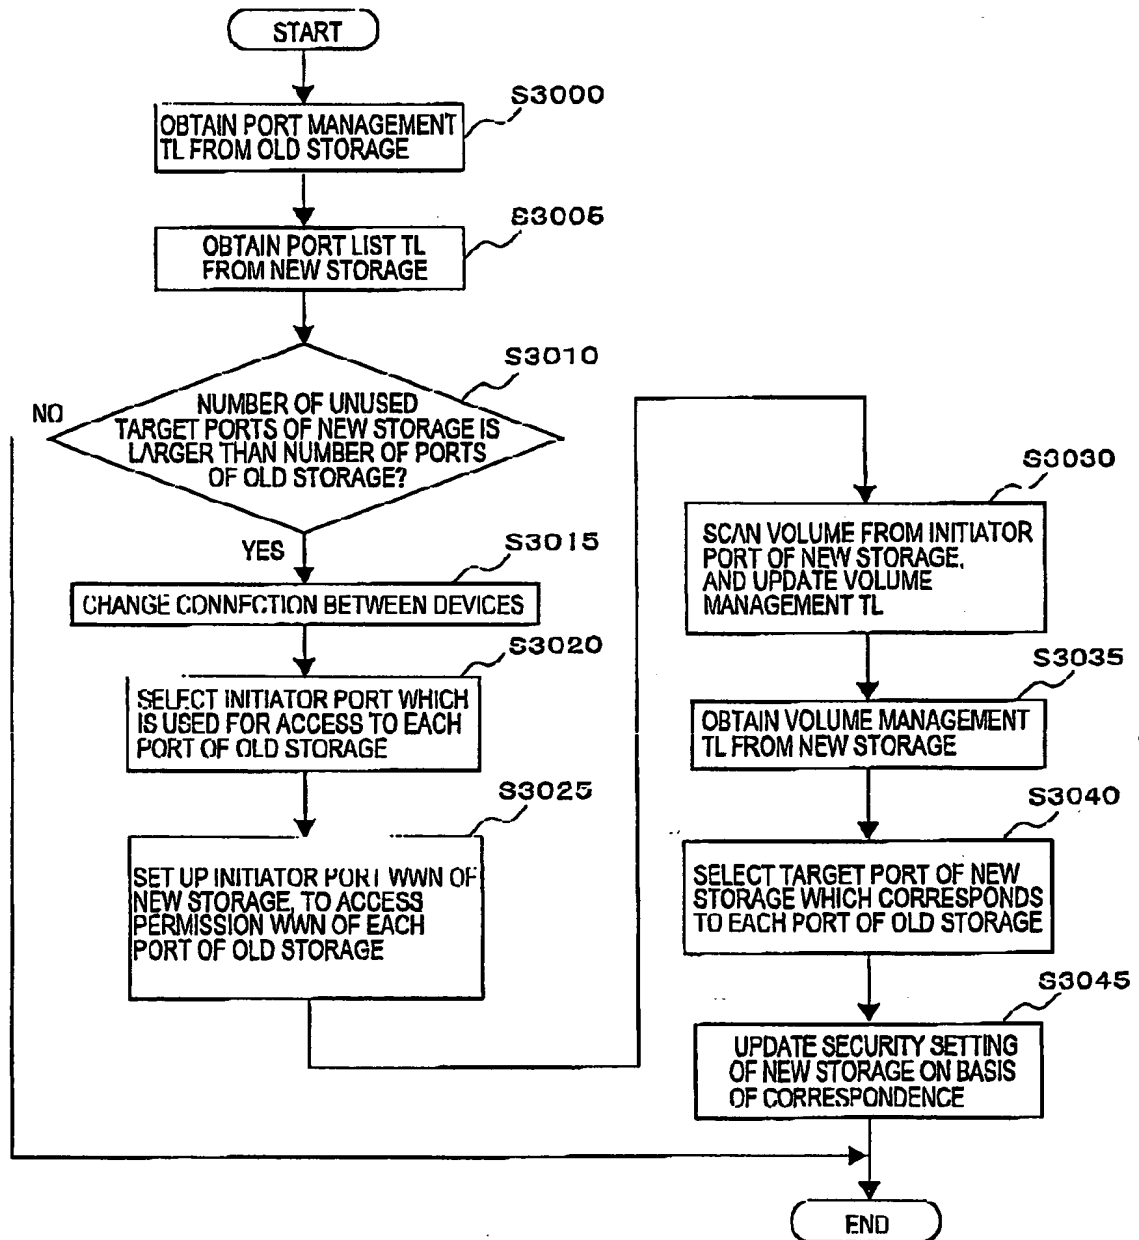 START
S3000
OBTAIN PORT MANAGEMENT
TL FROM OLD STORAGE
S3005
OBTAIN PORT LIST TL
FROM NEW STORAGE
S3010
NUMBER OF UNUSED
TARGET PORTS OF NEW STORAGE IS
LARGER THAN NUMBER OF PORTS
OF OLD STORAGE?
NO
YES
S3015
CHANGE CONNECTION BETWEEN DEVICES
S3020
SELECT INITIATOR PORT WHICH
IS USED FOR ACCESS TO EACH
PORT OF OLD STORAGE
S3025
SET UP INITIATOR PORT WWN OF
NEW STORAGE, TO ACCESS
PERMISSION WWN OF EACH
PORT OF OLD STORAGE
S3030
SCAN VOLUME FROM INITIATOR
PORT OF NEW STORAGE,
AND UPDATE VOLUME
MANAGEMENT TL
S3035
OBTAIN VOLUME MANAGEMENT
TL FROM NEW STORAGE
S3040
SELECT TARGET PORT OF NEW
STORAGE WHICH CORRESPONDS
TO EACH PORT OF OLD STORAGE
S3045
UPDATE SECURITY SETTING
OF NEW STORAGE ON BASIS
OF CORRESPONDENCE
END